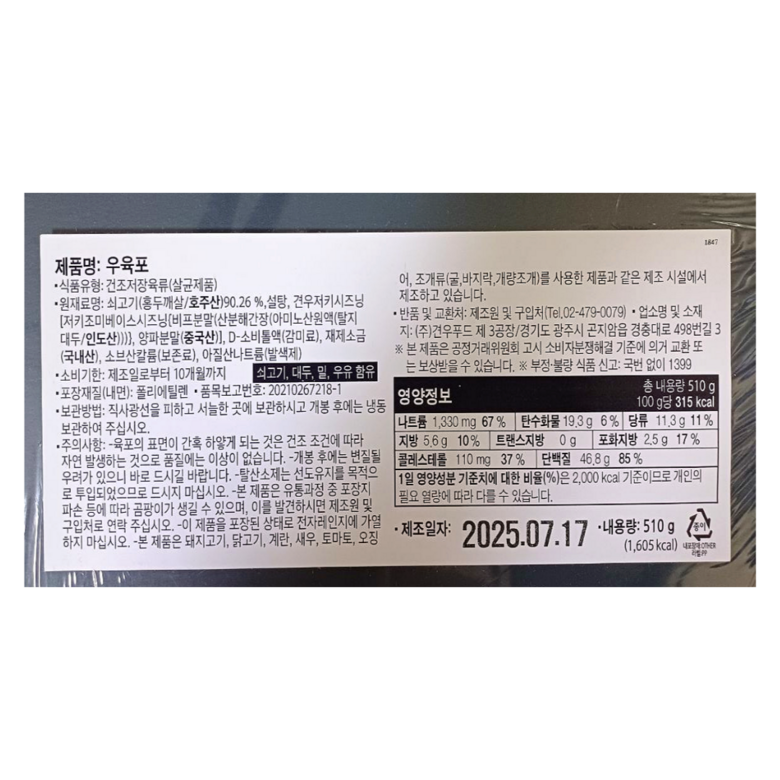 1847
제품명: 우육포
•식품유형: 건조저장육류(살균제품)
•원재료명: 쇠고기(홍두깨살/호주산)90.26 %,설탕, 견우저키시즈닝
[저키조미베이스시즈닝{비프분말(산분해간장(아미노산원액(탈지
대두/인도산)))}, 양파분말(중국산)], D-소비톨액(감미료), 재제소금
(국내산), 소브산칼륨(보존료), 아질산나트륨(발색제)
•소비기한: 제조일로부터 10개월까지 쇠고기, 대두, 밀, 우유 함유
•포장재질(내면): 폴리에틸렌 •품목보고번호: 20210267218-1
•보관방법: 직사광선을 피하고 서늘한 곳에 보관하시고 개봉 후에는 냉동
보관하여 주십시오.
•주의사항: -육포의 표면이 간혹 하얗게 되는 것은 건조 조건에 따라
자연 발생하는 것으로 품질에는 이상이 없습니다. -개봉 후에는 변질될
우려가 있으니 바로 드시길 바랍니다. -탈산소제는 선도유지를 목적으
로 투입되었으므로 드시지 마십시오. -본 제품은 유통과정 중 포장지
파손 등에 따라 곰팡이가 생길 수 있으며, 이를 발견하시면 제조원 및
구입처로 연락 주십시오. -이 제품을 포장된 상태로 전자레인지에 가열
하지 마십시오. -본 제품은 돼지고기, 닭고기, 계란, 새우, 토마토, 오징
어, 조개류(굴,바지락,개량조개)를 사용한 제품과 같은 제조 시설에서
제조하고 있습니다.
•반품 및 교환처: 제조원 및 구입처(Tel.02-479-0079) •업소명 및 소재
지: (주)견우푸드 제 3공장/경기도 광주시 곤지암읍 경충대로 498번길 3
※ 본 제품은 공정거래위원회 고시 소비자분쟁해결 기준에 의거 교환 또
는 보상받을 수 있습니다. ※ 부정·불량 식품 신고: 국번 없이 1399
영양정보 총 내용량 510 g
100 g당 315 kcal
나트륨 1,330 mg 67 % 탄수화물 19.3 g 6 % 당류 11.3 g 11 %
지방 5.6 g 10 % 트랜스지방 0 g 포화지방 2.5 g 17 %
콜레스테롤 110 mg 37 % 단백질 46.8 g 85 %
1일 영양성분 기준치에 대한 비율(%)은 2,000 kcal 기준이므로 개인의
필요 열량에 따라 다를 수 있습니다.
•제조일자: 2025.07.17 •내용량: 510 g
(1,605 kcal)
종이
내포장재:OTHER
라벨:PP